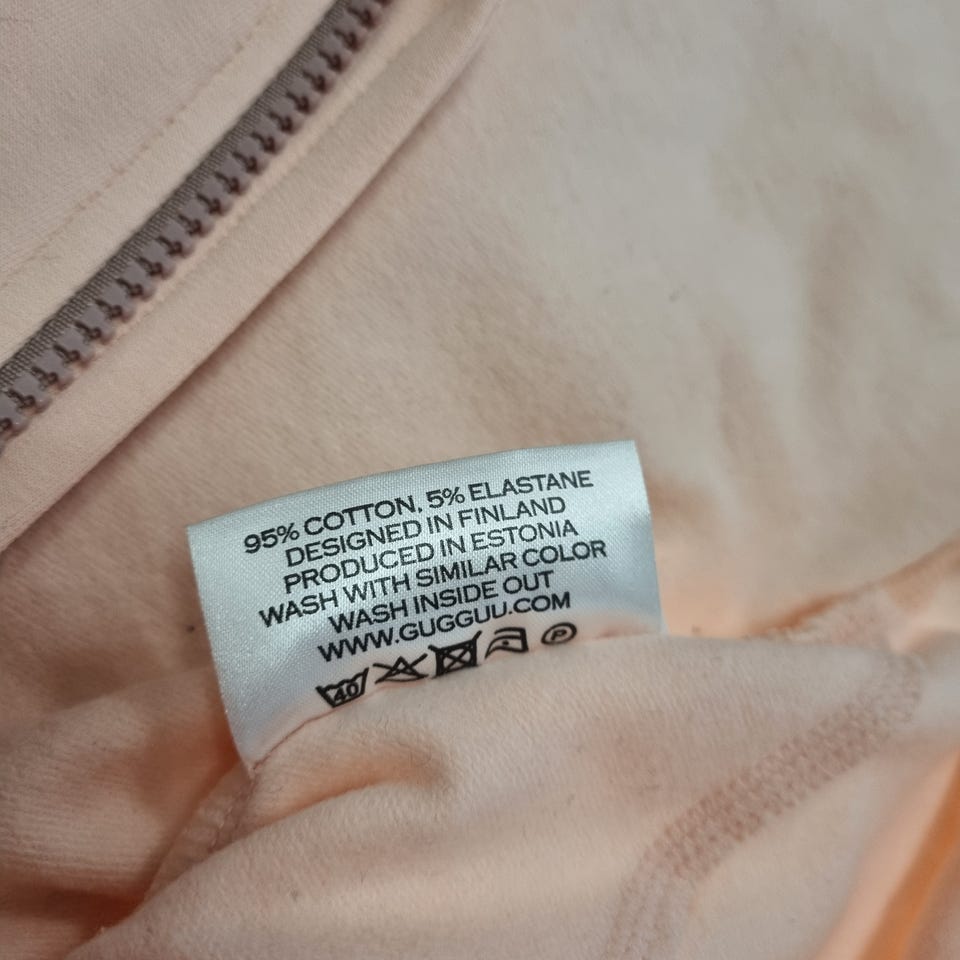 95% COTTON, 5% ELASTANE
DESIGNED IN FINLAND
PRODUCED IN ESTONIA
WASH WITH SIMILAR COLOR
WASH INSIDE OUT
WWW.GUGGUU.COM
40 P